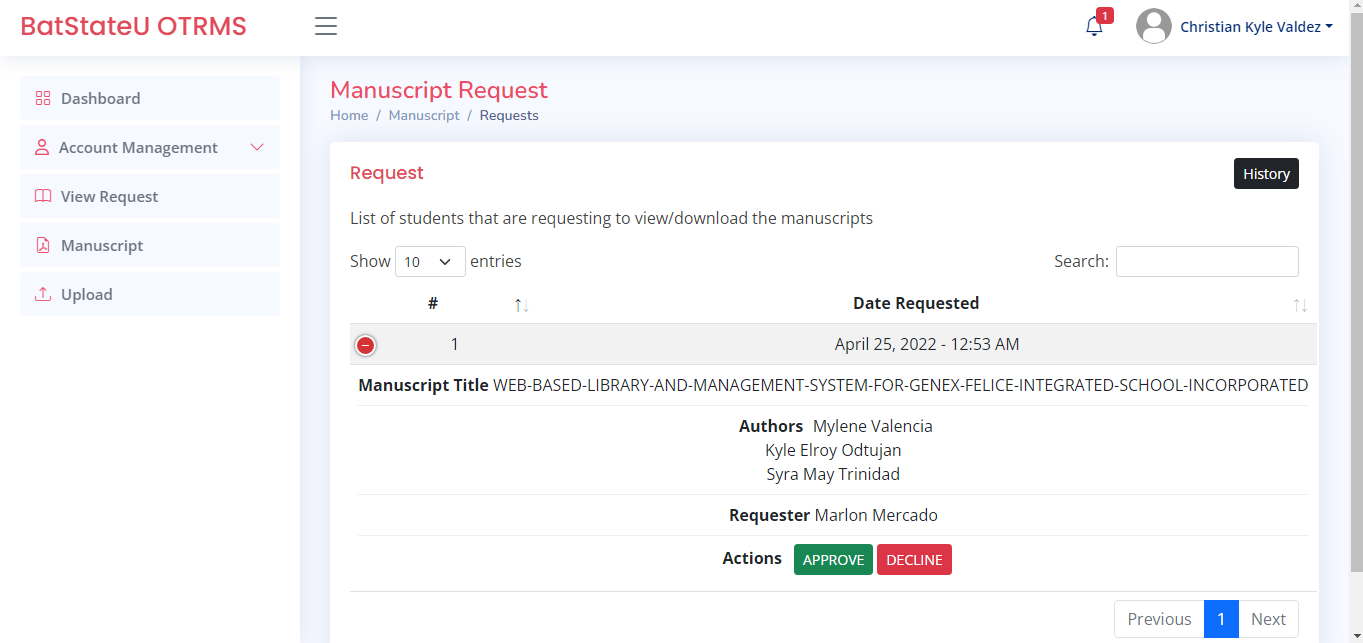 BatStateU OTRMS
1
Christian Kyle Valdez
Dashboard
Account Management
View Request
Manuscript
Upload
Manuscript Request
Home / Manuscript / Requests
Request
History
List of students that are requesting to view/download the manuscripts
Show 10 entries
Search:
# Date Requested
1 April 25, 2022 - 12:53 AM
Manuscript Title WEB-BASED-LIBRARY-AND-MANAGEMENT-SYSTEM-FOR-GENEX-FELICE-INTEGRATED-SCHOOL-INCORPORATED
Authors Mylene Valencia
Kyle Elroy Odtujan
Syra May Trinidad
Requester Marlon Mercado
Actions APPROVE DECLINE
Previous 1 Next